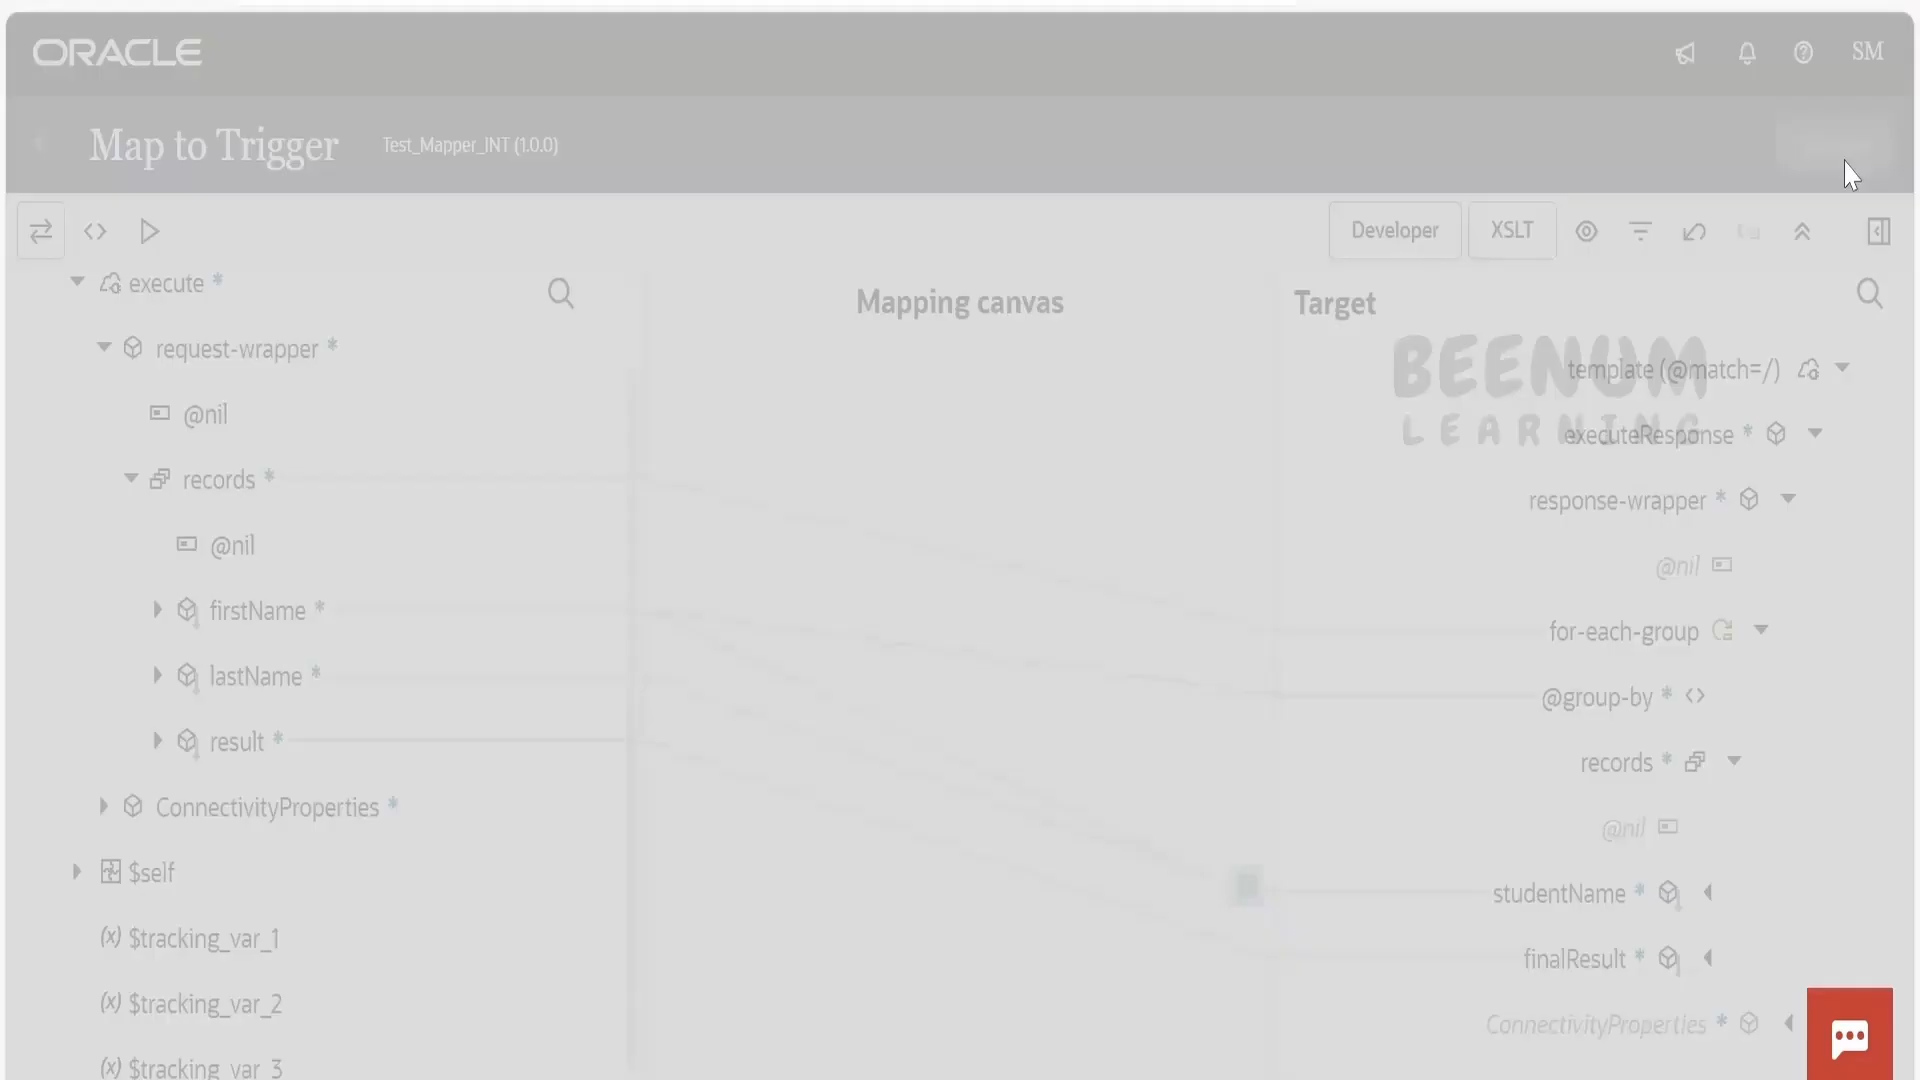 ORACLE
SM
Map to Trigger
Test_Mapper_INT (1.0.0)
Developer
XSLT
execute *
request-wrapper *
@nil
records *
@nil
firstName *
lastName *
result *
ConnectivityProperties *
$self
(x) $tracking_var_1
(x) $tracking_var_2
(x) $tracking_var_3
Mapping canvas
Target
BEENUM
LEARNING
template (@match=/)
executeResponse *
response-wrapper *
@nil
for-each-group
@group-by * <>
records *
@nil
studentName *
finalResult *
ConnectivityProperties *